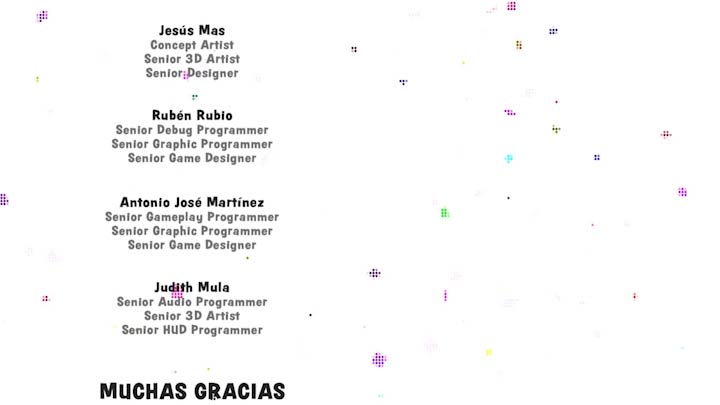 Jesús Mas
Concept Artist
Senior 3D Artist
Senior Designer
Rubén Rubio
Senior Debug Programmer
Senior Graphic Programmer
Senior Game Designer
Antonio José Martínez
Senior Gameplay Programmer
Senior Graphic Programmer
Senior Game Designer
Judith Mula
Senior Audio Programmer
Senior 3D Artist
Senior HUD Programmer
MUCHAS GRACIAS